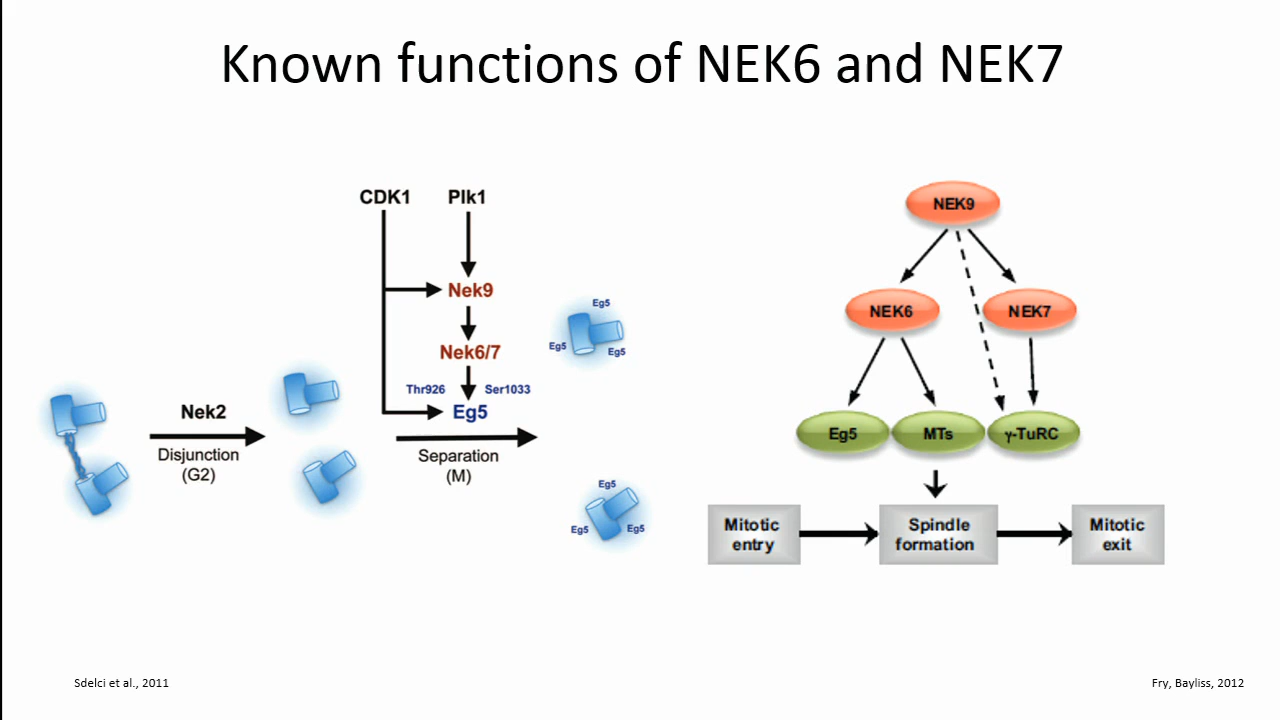 Known functions of NEK6 and NEK7
CDK1
Plk1
Nek9
Nek6/7
Thr926
Ser1033
Eg5
Nek2
Disjunction
(G2)
Separation
(M)
Eg5
Eg5
Eg5
Eg5
Eg5
Eg5
NEK9
NEK6
NEK7
Eg5
MTs
γ-TuRC
Mitotic
entry
Spindle
formation
Mitotic
exit
Sdelci et al., 2011
Fry, Bayliss, 2012